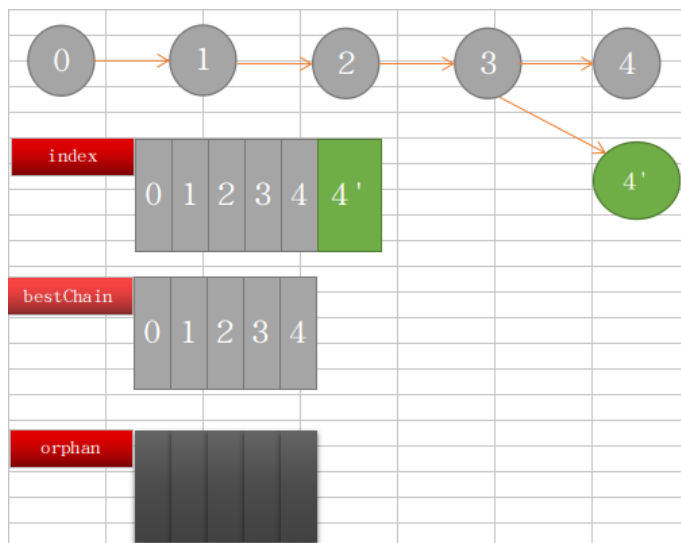 0 1 2 3 4
4'
index
0 1 2 3 4 4'
bestChain
0 1 2 3 4
orphan